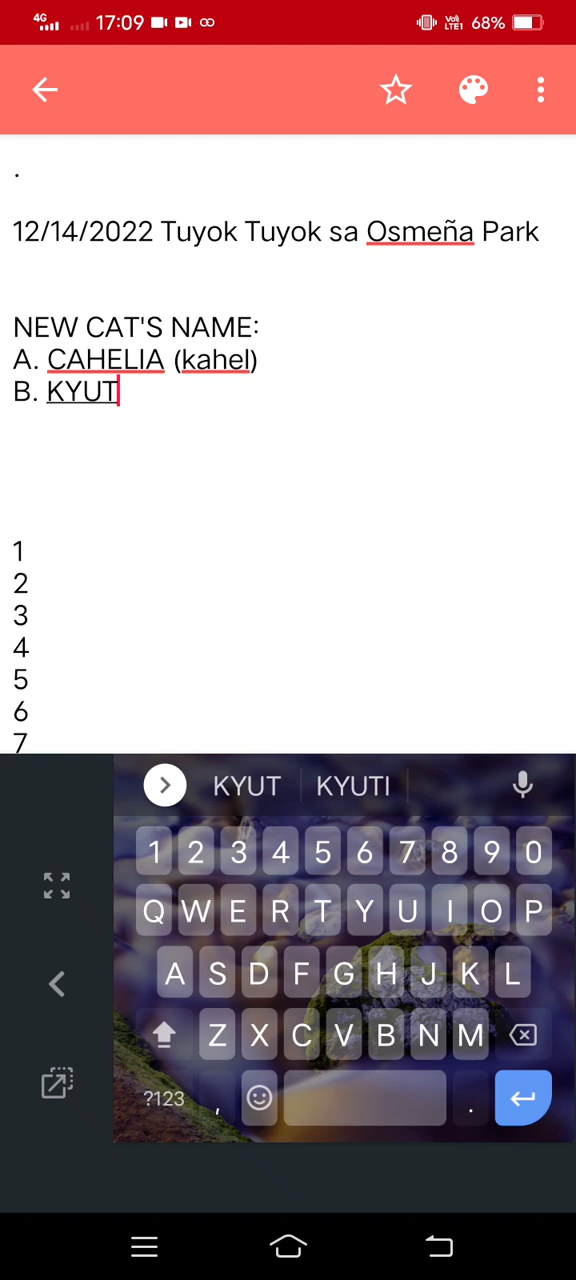 4G 17:09 Vo) LTE1 68%
.
12/14/2022 Tuyok Tuyok sa Osmeña Park
NEW CAT'S NAME:
A. CAHELIA (kahel)
B. KYUT
1
2
3
4
5
6
7
KYUT KYUTI
1 2 3 4 5 6 7 8 9 0
Q W E R T Y U I O P
A S D F G H J K L
Z X C V B N M
?123 , .